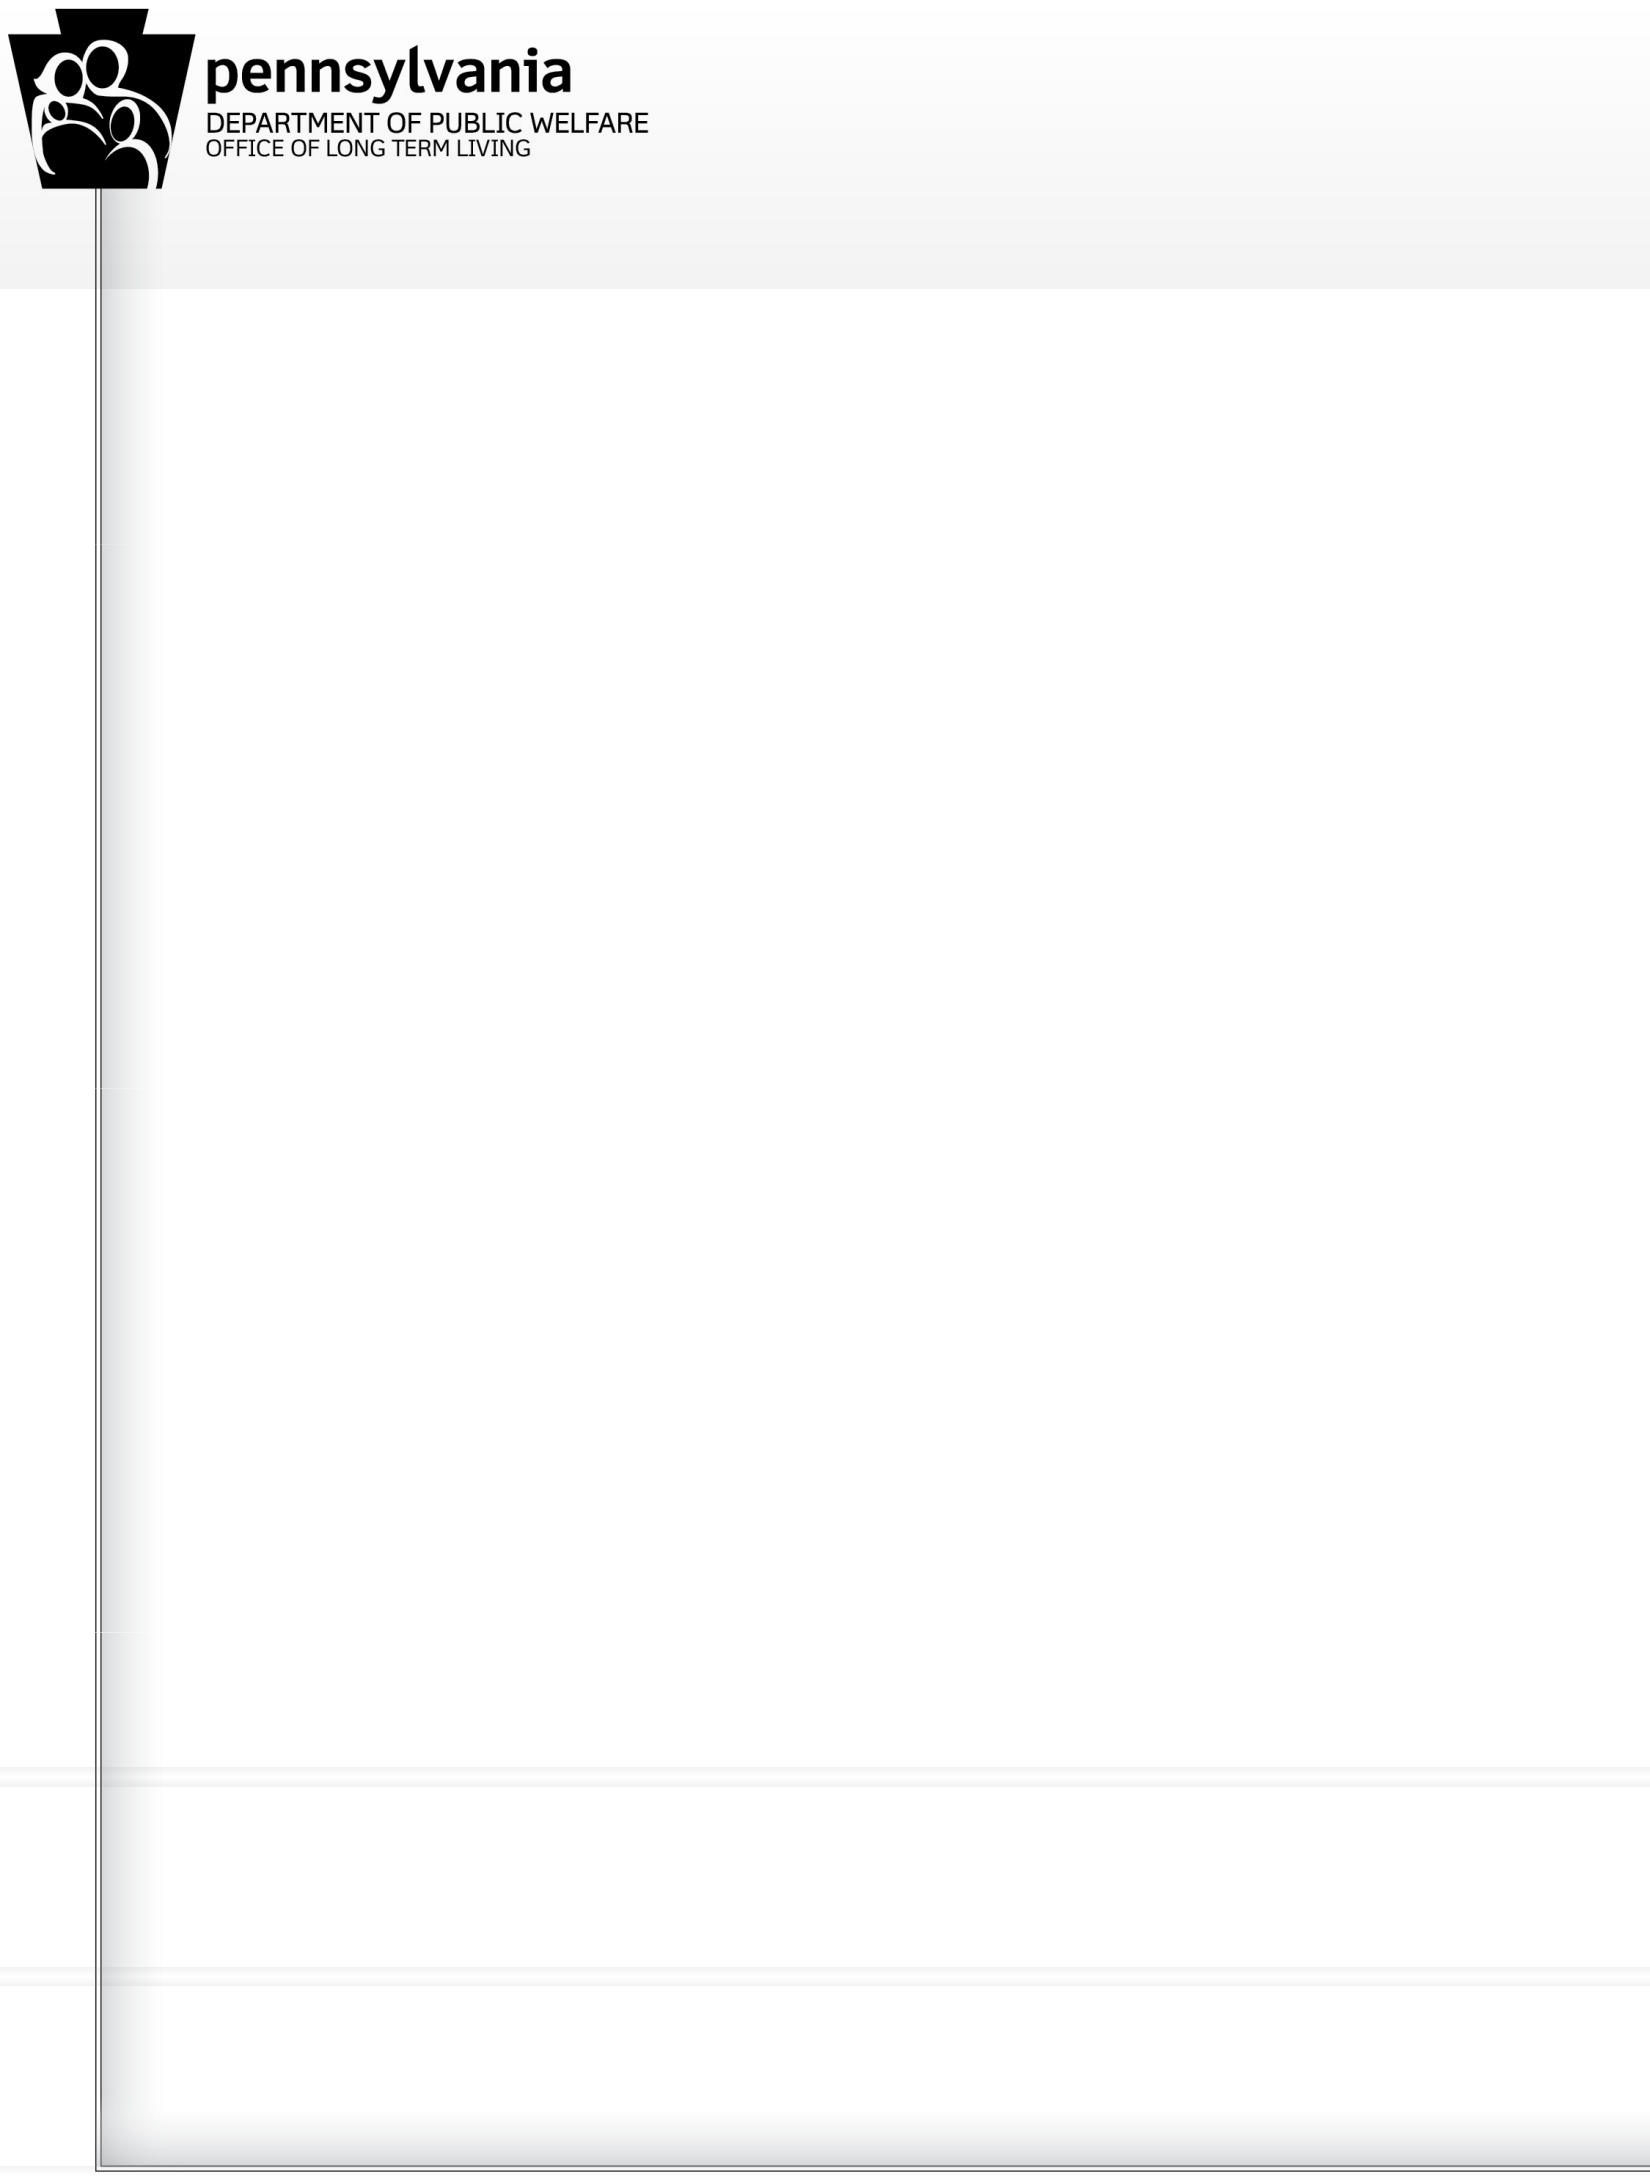 pennsylvania
DEPARTMENT OF PUBLIC WELFARE
OFFICE OF LONG TERM LIVING